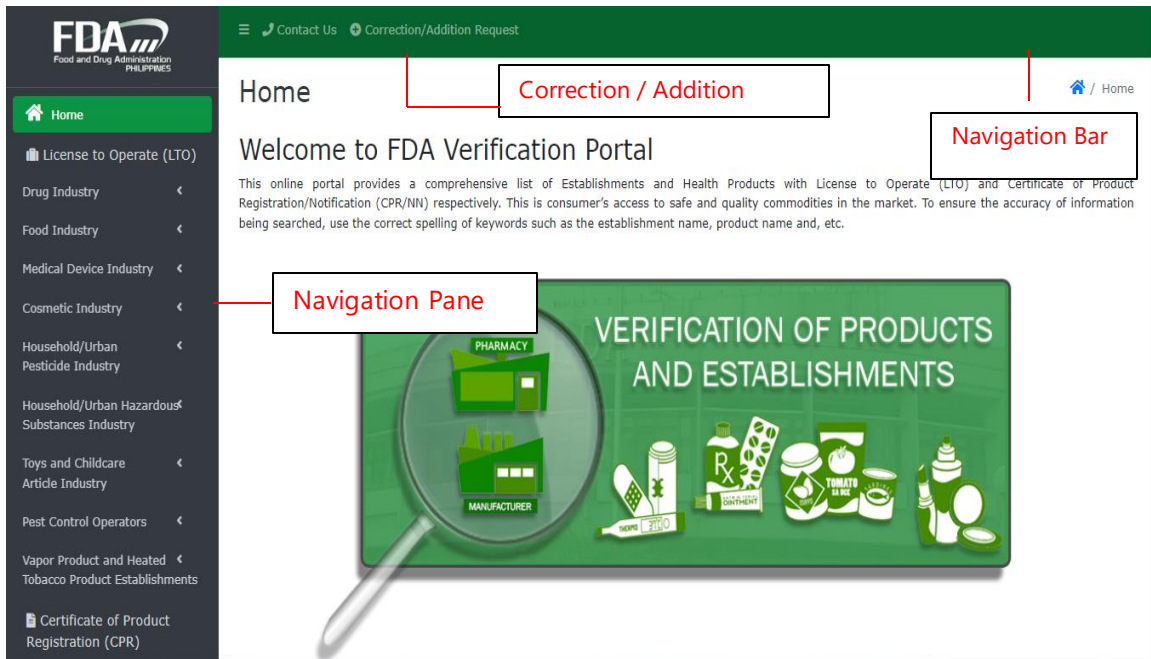 FDA
Food and Drug Administration
PHILIPPINES
Contact Us Correction/Addition Request
Home
License to Operate (LTO)
Drug Industry
Food Industry
Medical Device Industry
Cosmetic Industry
Household/Urban
Pesticide Industry
Household/Urban Hazardous
Substances Industry
Toys and Childcare
Article Industry
Pest Control Operators
Vapor Product and Heated
Tobacco Product Establishments
Certificate of Product
Registration (CPR)
Correction / Addition
Navigation Bar
Navigation Pane
Home
/ Home
Welcome to FDA Verification Portal
This online portal provides a comprehensive list of Establishments and Health Products with License to Operate (LTO) and Certificate of Product
Registration/Notification (CPR/NN) respectively. This is consumer's access to safe and quality commodities in the market. To ensure the accuracy of information
being searched, use the correct spelling of keywords such as the establishment name, product name and, etc.
VERIFICATION OF PRODUCTS
AND ESTABLISHMENTS
PHARMACY
MANUFACTURER
THERMO
Rx
OINTMENT
TOMATO
SARDINES